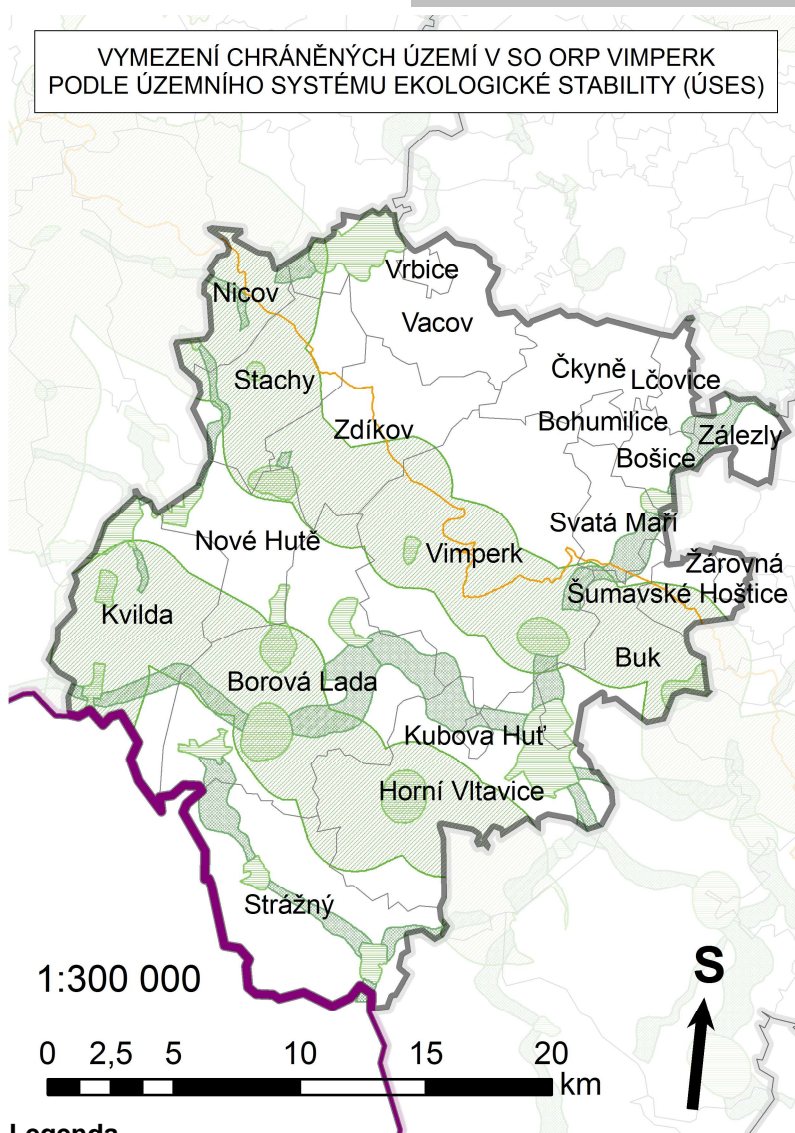 VYMEZENÍ CHRÁNĚNÝCH ÚZEMÍ V SO ORP VIMPERK
PODLE ÚZEMNÍHO SYSTÉMU EKOLOGICKÉ STABILITY (ÚSES)
Vrbice
Nicov
Vacov
Čkyně
Stachy
Lčovice
Bohumilice
Zdíkov
Zálezly
Bošice
Svatá Maří
Nové Hutě
Vimperk
Žárovná
Šumavské Hoštice
Kvilda
Buk
Borová Lada
Kubova Huť
Horní Vltavice
Strážný
S
1:300 000
0 2,5 5 10 15 20
km
Legenda